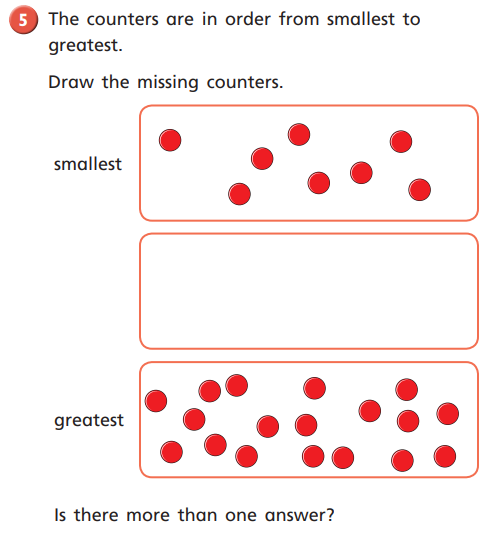 5 The counters are in order from smallest to
greatest.
Draw the missing counters.
smallest
greatest
Is there more than one answer?